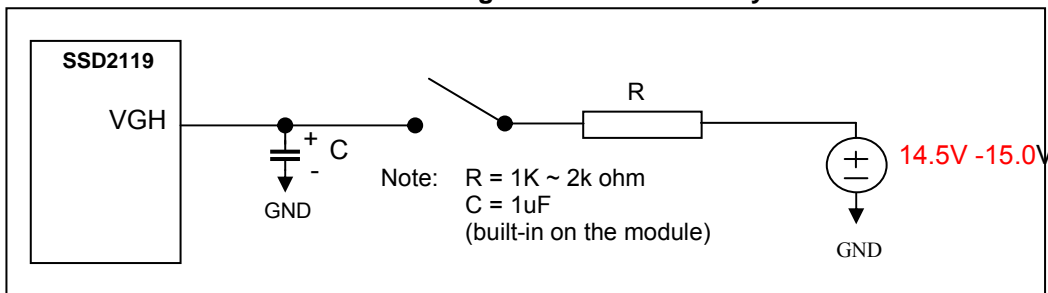 SSD2119
VGH
+
C
-
GND
R
Note: R = 1K ~ 2k ohm
C = 1uF
(built-in on the module)
+
14.5V -15.0V
GND